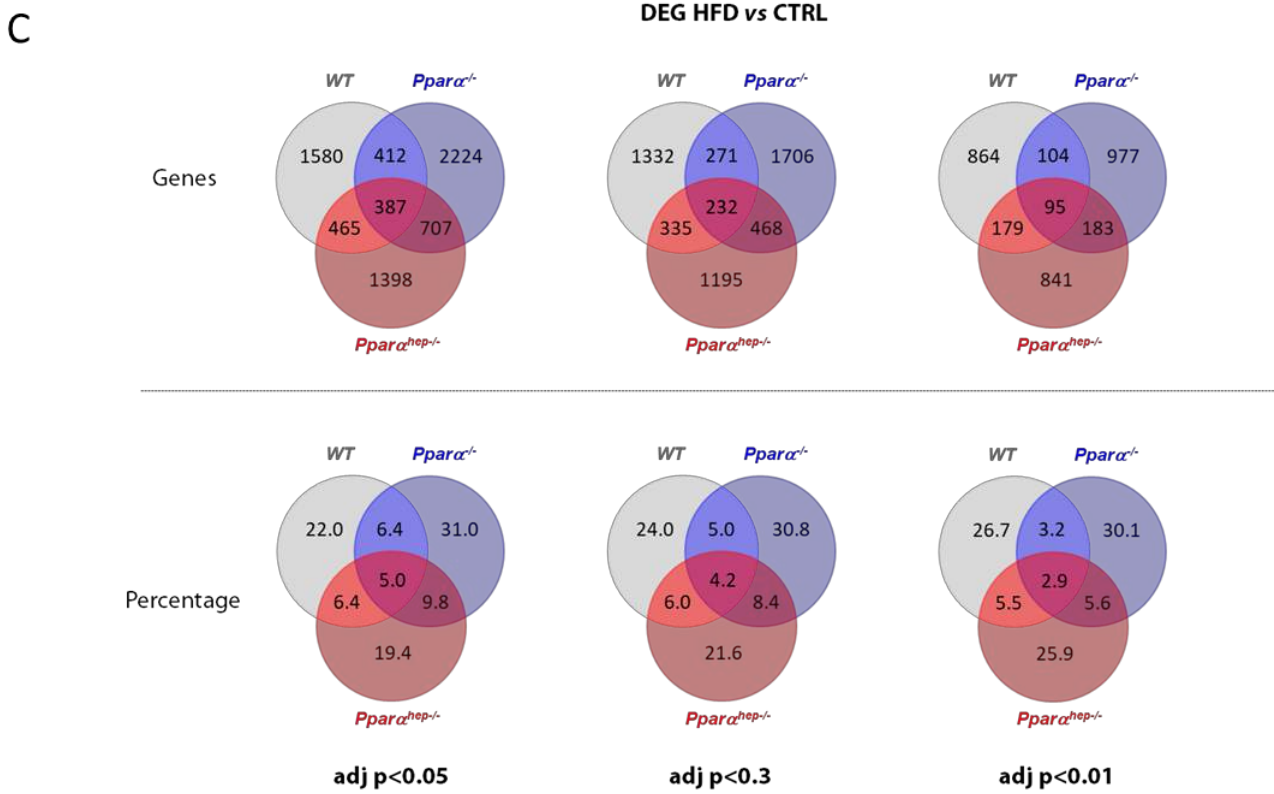 C
DEG HFD vs CTRL
WT Pparα-/- WT Pparα-/- WT Pparα-/-
1580 412 2224 1332 271 1706 864 104 977
Genes
387 232 95
465 707 335 468 179 183
1398 1195 841
Pparαhep-/- Pparαhep-/- Pparαhep-/-
WT Pparα-/- WT Pparα-/- WT Pparα-/-
22.0 6.4 31.0 24.0 5.0 30.8 26.7 3.2 30.1
5.0 4.2 2.9
Percentage
6.4 9.8 6.0 8.4 5.5 5.6
19.4 21.6 25.9
Pparαhep-/- Pparαhep-/- Pparαhep-/-
adj p<0.05 adj p<0.3 adj p<0.01